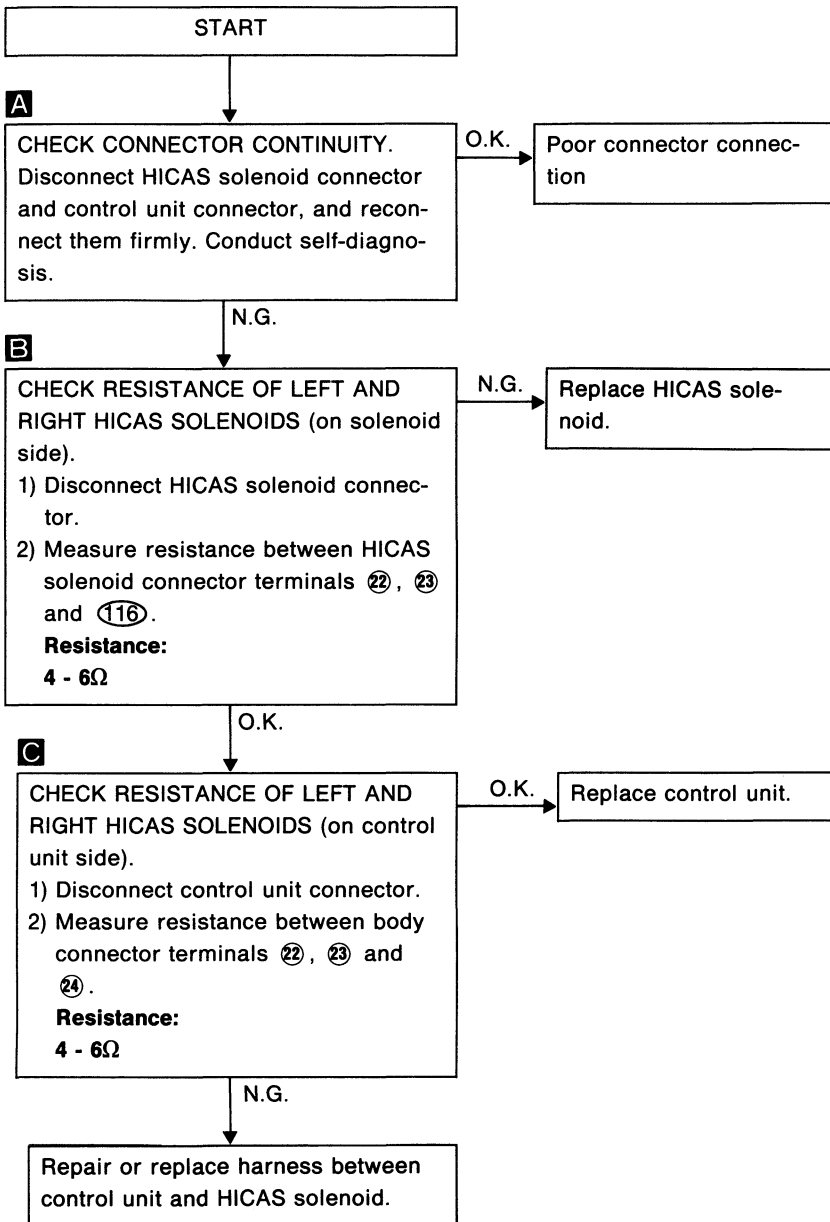 START
A
CHECK CONNECTOR CONTINUITY.
Disconnect HICAS solenoid connector
and control unit connector, and recon-
nect them firmly. Conduct self-diagno-
sis.
O.K.
Poor connector connec-
tion
N.G.
B
CHECK RESISTANCE OF LEFT AND
RIGHT HICAS SOLENOIDS (on solenoid
side).
1) Disconnect HICAS solenoid connec-
tor.
2) Measure resistance between HICAS
solenoid connector terminals ㉒, ㉓
and (116).
Resistance:
4 - 6Ω
N.G.
Replace HICAS sole-
noid.
O.K.
C
CHECK RESISTANCE OF LEFT AND
RIGHT HICAS SOLENOIDS (on control
unit side).
1) Disconnect control unit connector.
2) Measure resistance between body
connector terminals ㉒, ㉓ and
㉔.
Resistance:
4 - 6Ω
O.K.
Replace control unit.
N.G.
Repair or replace harness between
control unit and HICAS solenoid.